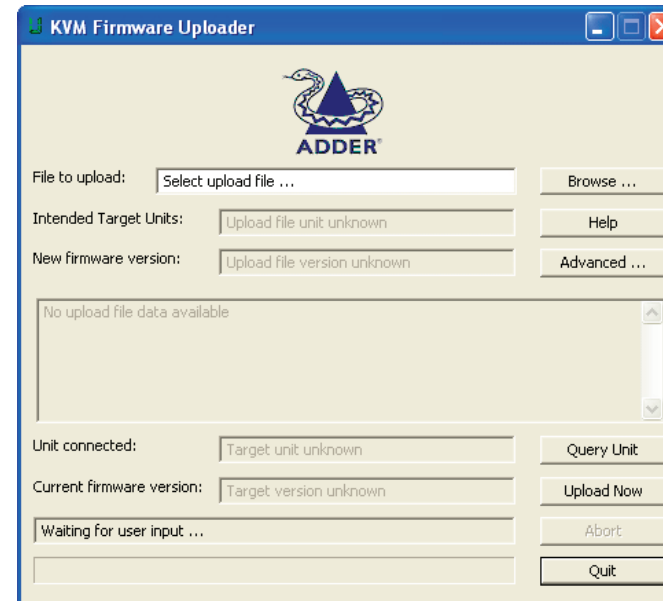 KVM Firmware Uploader
ADDER®
File to upload: Select upload file ... Browse ...
Intended Target Units: Upload file unit unknown Help
New firmware version: Upload file version unknown Advanced ...
No upload file data available
Unit connected: Target unit unknown Query Unit
Current firmware version: Target version unknown Upload Now
Waiting for user input ... Abort
Quit